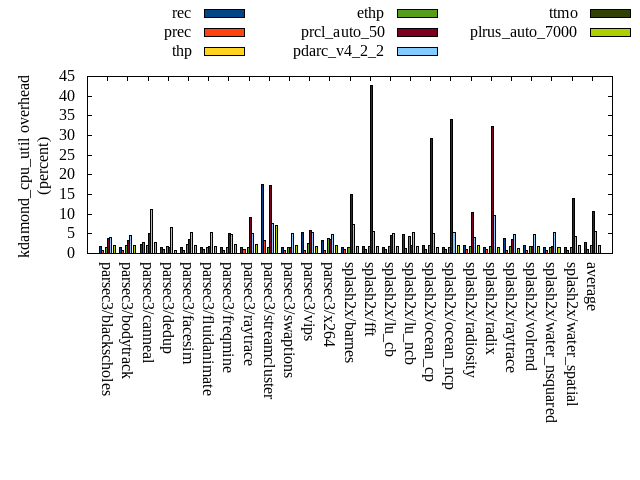 rec
prec
thp
ethp
prcl_auto_50
pdarc_v4_2_2
ttmo
plrus_auto_7000
kdamond_cpu_util overhead
(percent)
45
40
35
30
25
20
15
10
5
0
parsec3/blackscholes
parsec3/bodytrack
parsec3/canneal
parsec3/dedup
parsec3/facesim
parsec3/fluidanimate
parsec3/freqmine
parsec3/raytrace
parsec3/streamcluster
parsec3/swaptions
parsec3/vips
parsec3/x264
splash2x/barnes
splash2x/fft
splash2x/lu_cb
splash2x/lu_ncb
splash2x/ocean_cp
splash2x/ocean_ncp
splash2x/radiosity
splash2x/radix
splash2x/raytrace
splash2x/volrend
splash2x/water_nsquared
splash2x/water_spatial
average